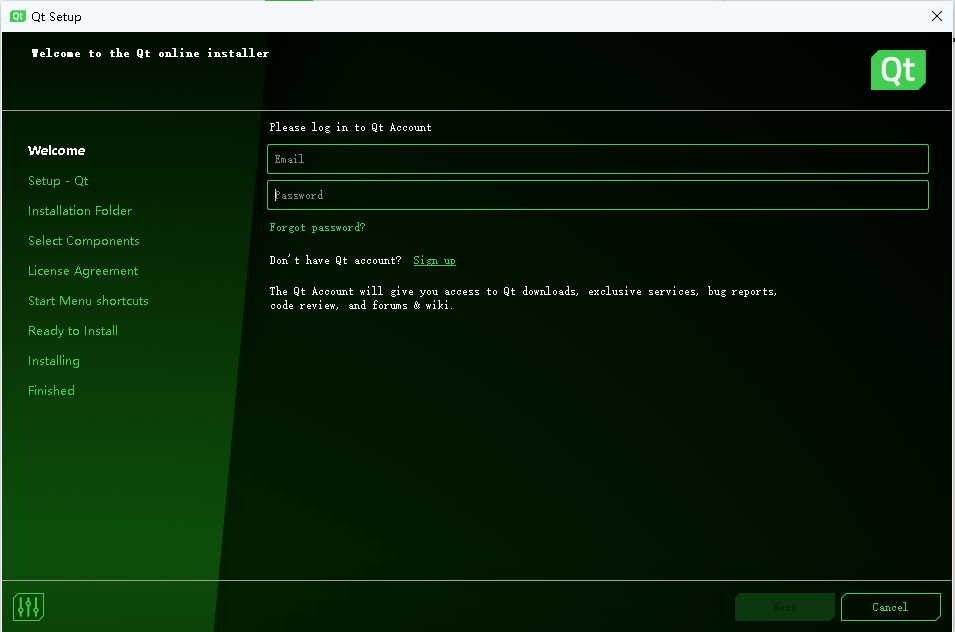 Qt Qt Setup
Welcome to the Qt online installer
Qt
Please log in to Qt Account
Email
Password
Forgot password?
Don't have Qt account? Sign up
The Qt Account will give you access to Qt downloads, exclusive services, bug reports,
code review, and forums & wiki.
Welcome
Setup - Qt
Installation Folder
Select Components
License Agreement
Start Menu shortcuts
Ready to Install
Installing
Finished
Next
Cancel